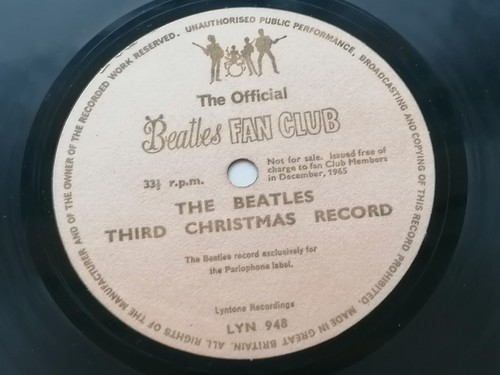 ALL RIGHTS OF THE MANUFACTURER AND OF THE OWNER OF THE RECORDED WORK RESERVED. UNAUTHORISED PUBLIC PERFORMANCE, BROADCASTING AND COPYING OF THIS RECORD PROHIBITED. MADE IN GREAT BRITAIN.
The Official
Beatles FAN CLUB
33⅓ r.p.m.
Not for sale. Issued free of
charge to fan Club Members
in December, 1965
THE BEATLES
THIRD CHRISTMAS RECORD
The Beatles record exclusively for
the Parlophone label.
Lyntone Recordings
LYN 948